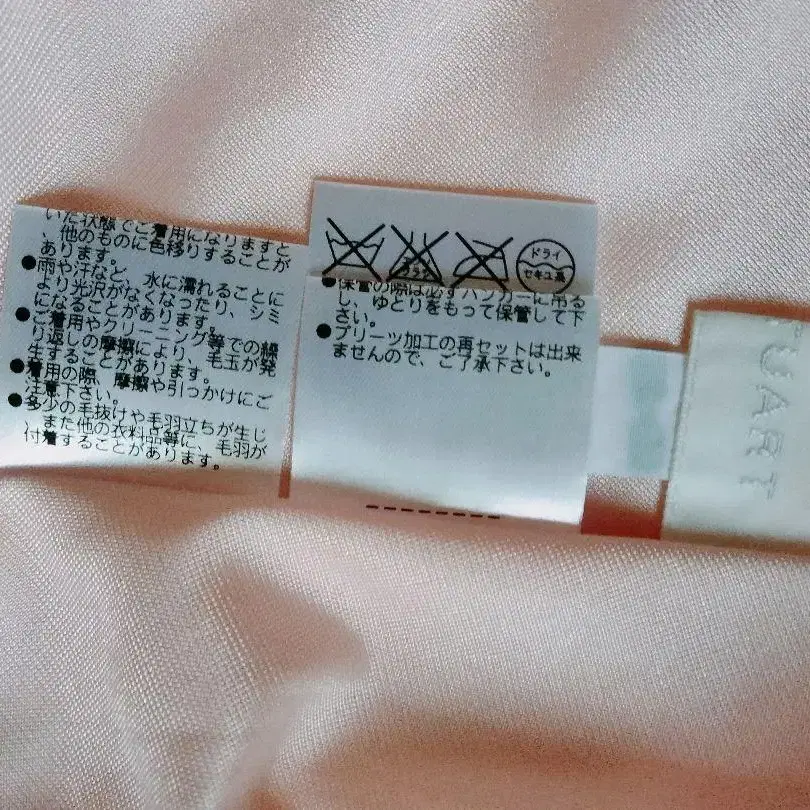 いた状態でご着用になりますと
、他のものに色移りすることが
あります。
●雨や汗など、水に濡れることに
より光沢がなくなったり、シミ
になることがあります。
●ご着用やクリーニング等での繰
り返しの摩擦により、毛玉が発
生することがあります。
●着用の際、摩擦や引っかけにご
注意下さい。
●多少の毛抜けや毛羽立ちが生じ
、また他の衣料品等に、毛羽が
付着することがあります。
ドライ
セキユ系
●保管の際は必ずハンガーに吊る
し、ゆとりをもって保管して下
さい。
●プリーツ加工の再セットは出来
ませんので、ご了承下さい。
UART